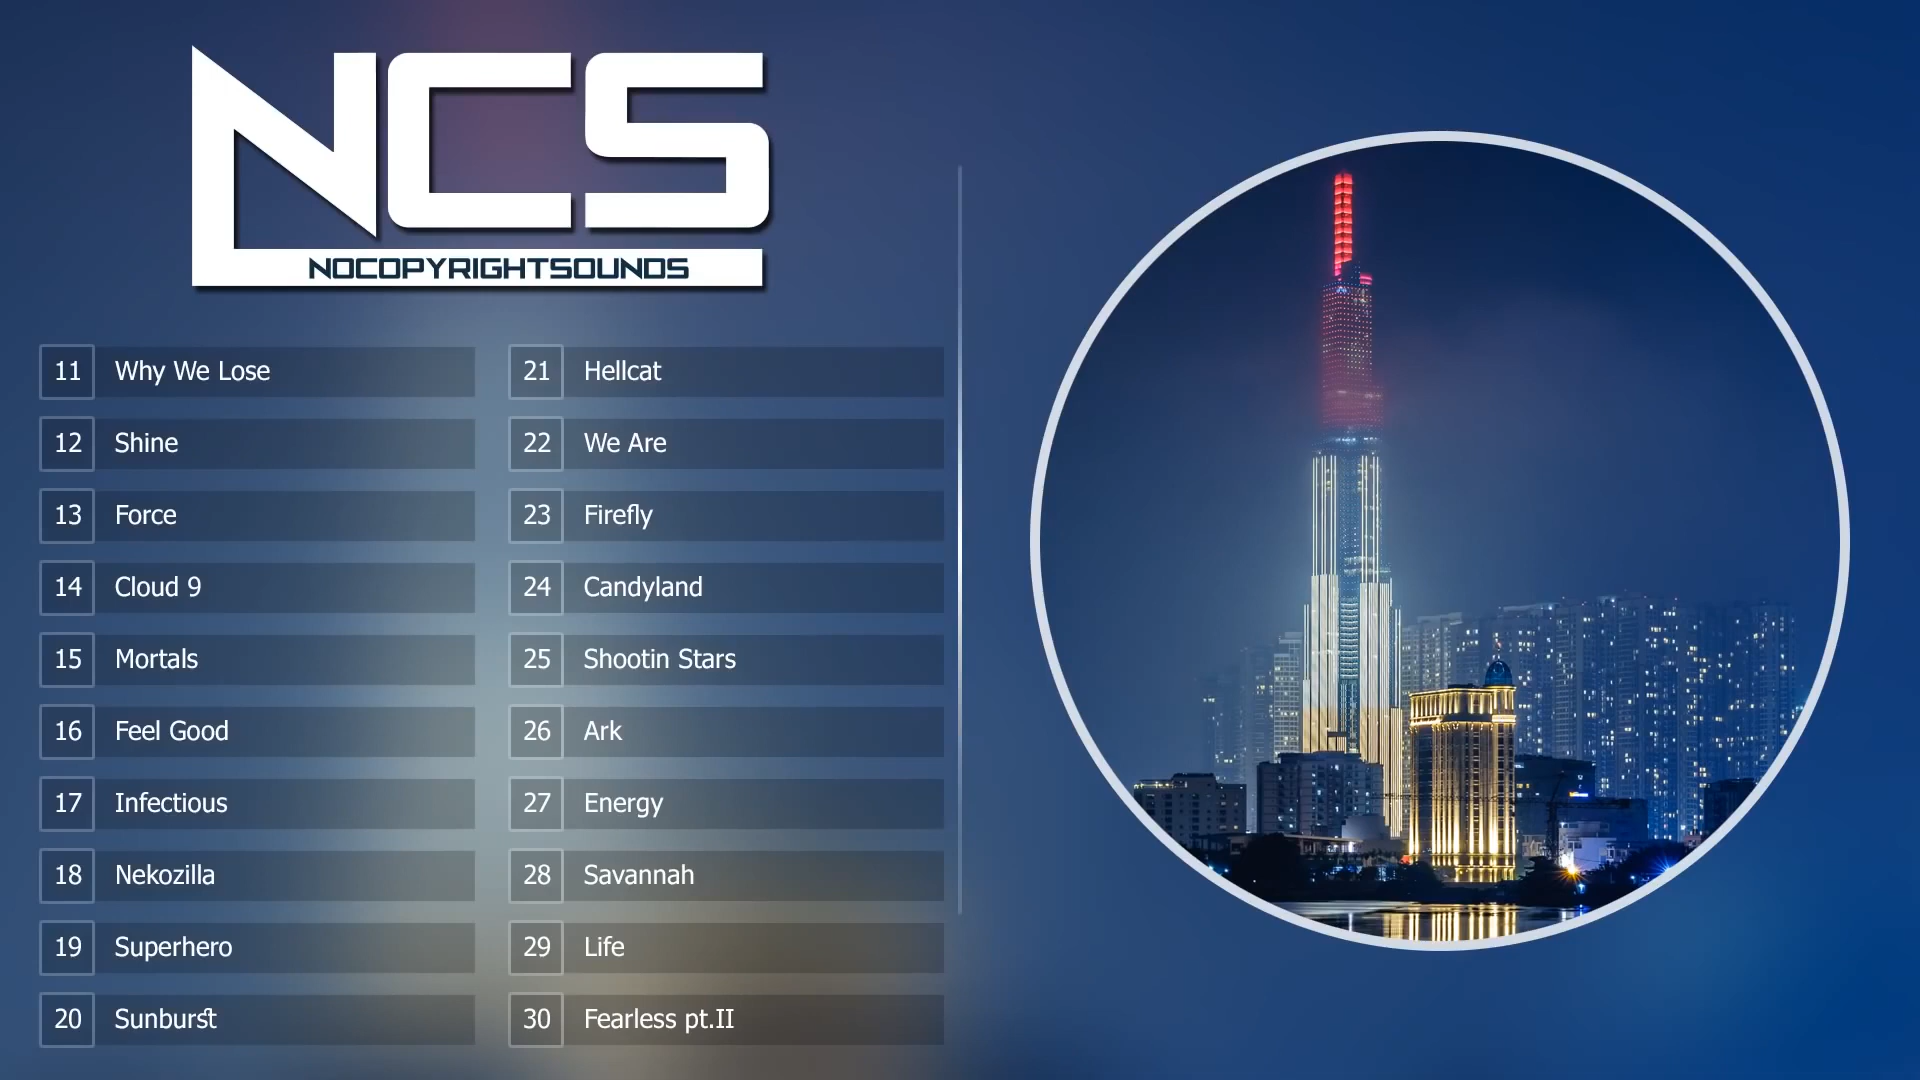 NCS
NOCOPYRIGHTSOUNDS
11 Why We Lose
12 Shine
13 Force
14 Cloud 9
15 Mortals
16 Feel Good
17 Infectious
18 Nekozilla
19 Superhero
20 Sunburst
21 Hellcat
22 We Are
23 Firefly
24 Candyland
25 Shootin Stars
26 Ark
27 Energy
28 Savannah
29 Life
30 Fearless pt.II